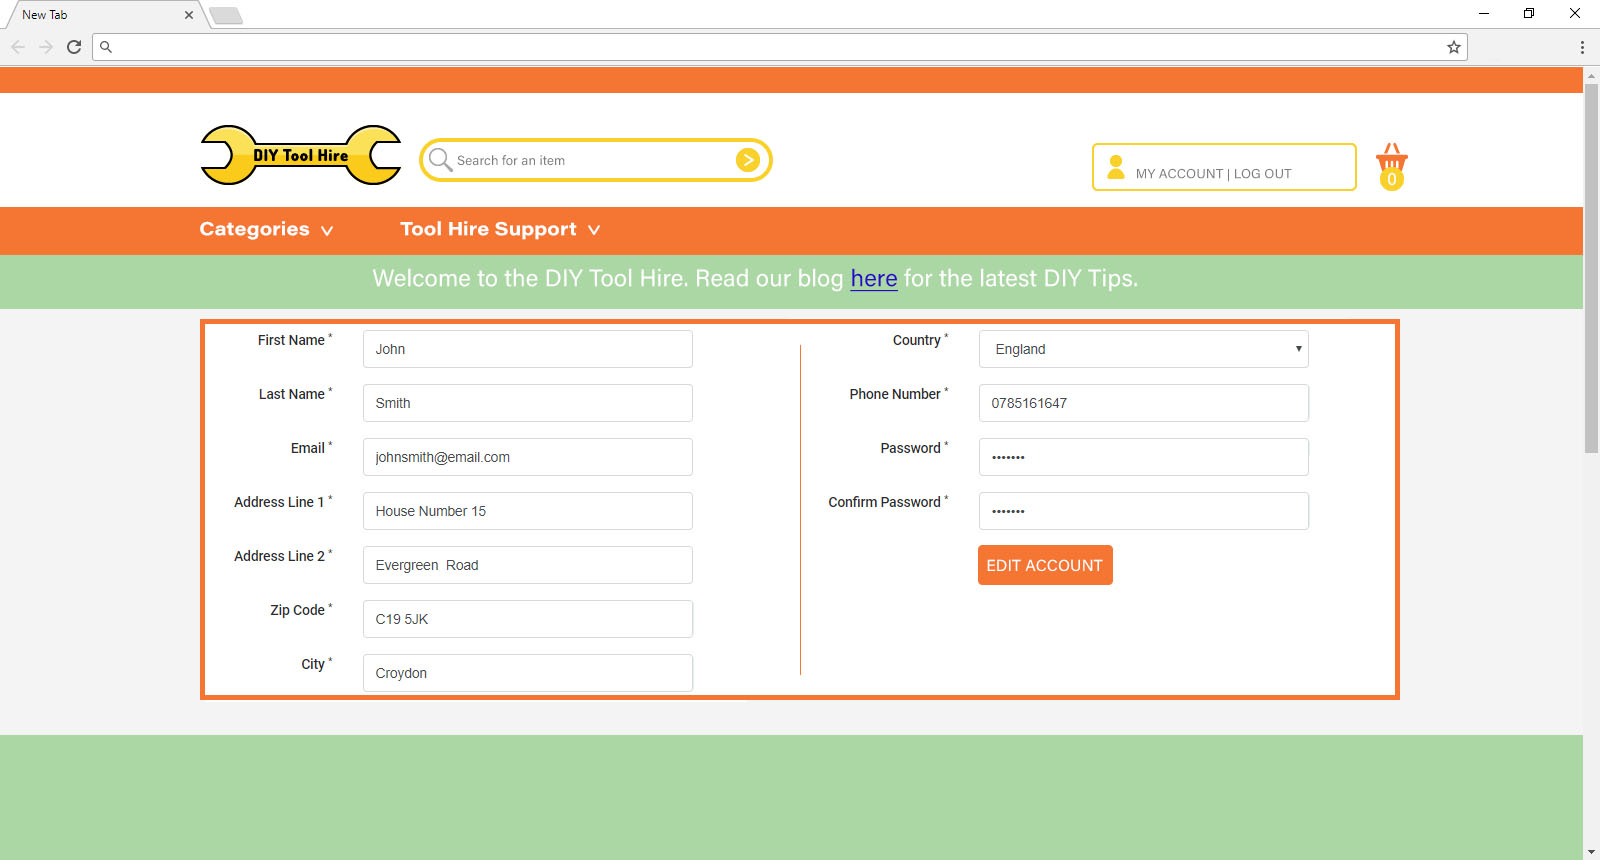 New Tab
DIY Tool Hire
Search for an item
MY ACCOUNT | LOG OUT
0
Categories
Tool Hire Support
Welcome to the DIY Tool Hire. Read our blog here for the latest DIY Tips.
First Name *
John
Last Name *
Smith
Email *
johnsmith@email.com
Address Line 1 *
House Number 15
Address Line 2 *
Evergreen  Road
Zip Code *
C19 5JK
City *
Croydon
Country *
England
Phone Number *
0785161647
Password *
•••••••
Confirm Password *
•••••••
EDIT ACCOUNT